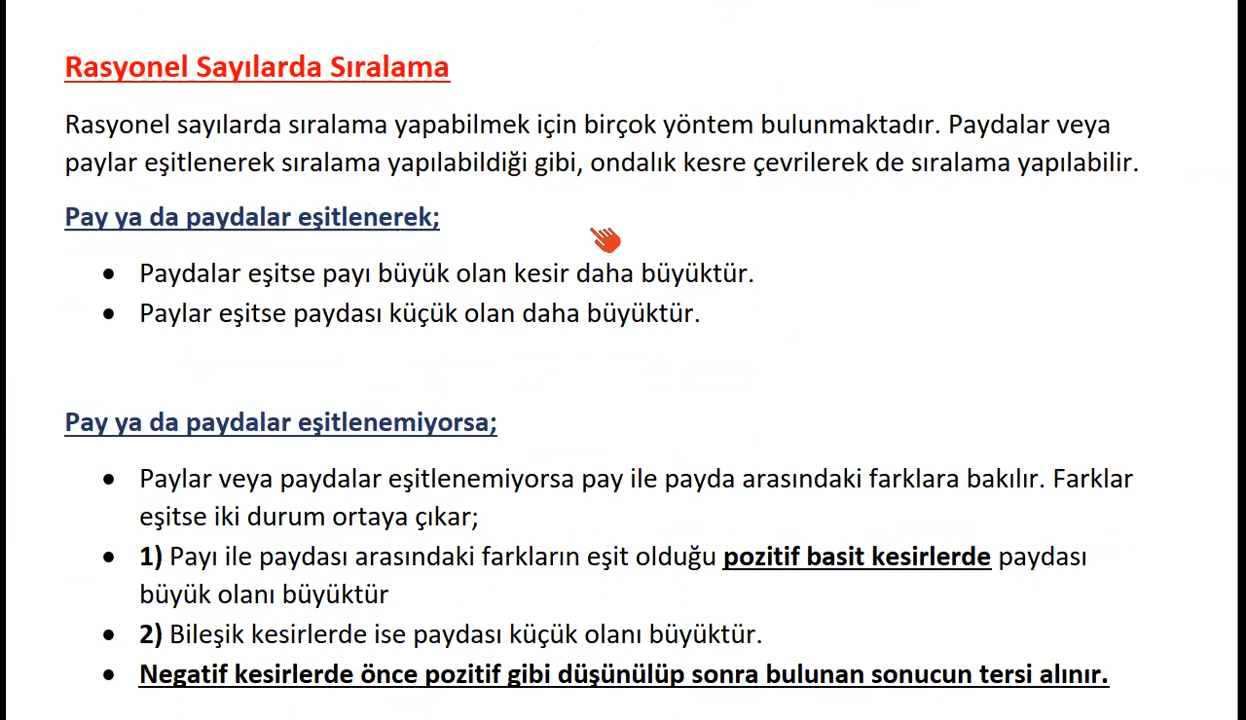 Rasyonel Sayılarda Sıralama
Rasyonel sayılarda sıralama yapabilmek için birçok yöntem bulunmaktadır. Paydalar veya
paylar eşitlenerek sıralama yapılabildiği gibi, ondalık kesre çevrilerek de sıralama yapılabilir.
Pay ya da paydalar eşitlenerek;
• Paydalar eşitse payı büyük olan kesir daha büyüktür.
• Paylar eşitse paydası küçük olan daha büyüktür.
Pay ya da paydalar eşitlenemiyorsa;
• Paylar veya paydalar eşitlenemiyorsa pay ile payda arasındaki farklara bakılır. Farklar
eşitse iki durum ortaya çıkar;
• 1) Payı ile paydası arasındaki farkların eşit olduğu pozitif basit kesirlerde paydası
büyük olanı büyüktür
• 2) Bileşik kesirlerde ise paydası küçük olanı büyüktür.
• Negatif kesirlerde önce pozitif gibi düşünülüp sonra bulunan sonucun tersi alınır.